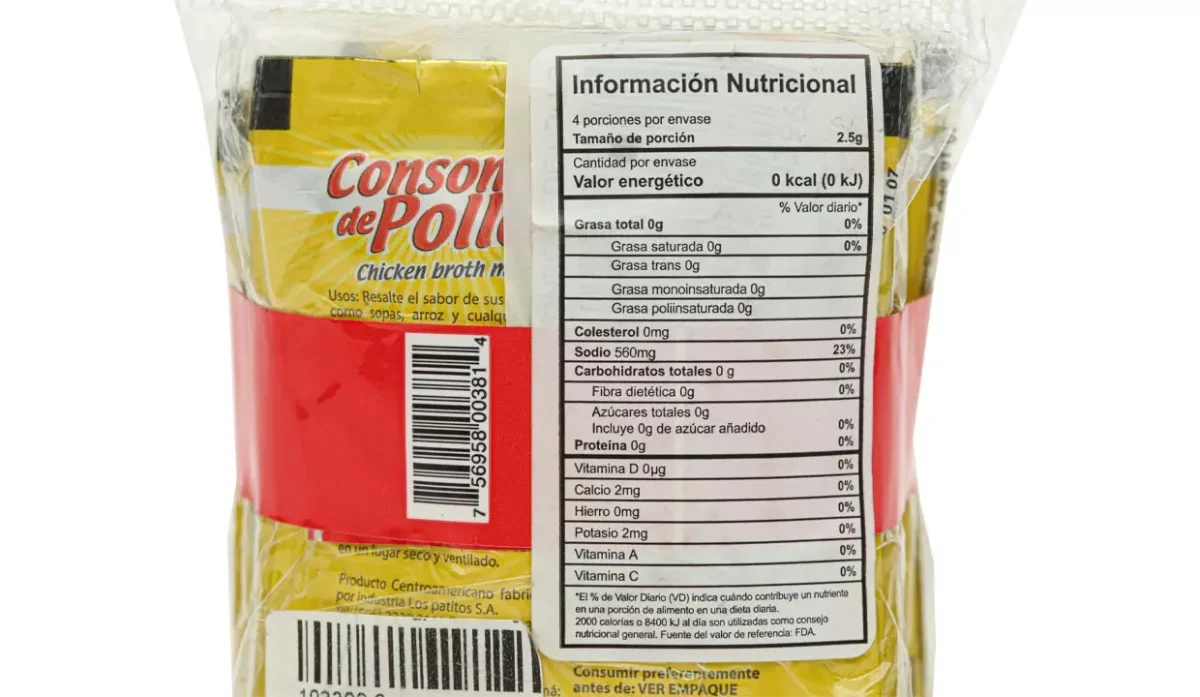 Conson
de Poll
Chicken broth m
Usos: Resalte el sabor de sus
como sopas, arroz y cualqu
7 56958 00381 4
en un lugar seco y ventilado.
Producto Centroamericano fabri
por Industria Los patitos S.A.
Información Nutricional
4 porciones por envase
Tamaño de porción 2.5g
Cantidad por envase
Valor energético 0 kcal (0 kJ)
% Valor diario*
Grasa total 0g 0%
Grasa saturada 0g 0%
Grasa trans 0g
Grasa monoinsaturada 0g
Grasa poliinsaturada 0g
Colesterol 0mg 0%
Sodio 560mg 23%
Carbohidratos totales 0 g 0%
Fibra dietética 0g 0%
Azúcares totales 0g
Incluye 0g de azúcar añadido 0%
Proteína 0g 0%
Vitamina D 0µg 0%
Calcio 2mg 0%
Hierro 0mg 0%
Potasio 2mg 0%
Vitamina A 0%
Vitamina C 0%
*El % de Valor Diario (VD) indica cuándo contribuye un nutriente
en una porción de alimento en una dieta diaria.
2000 calorías o 8400 kJ al día son utilizadas como consejo
nutricional general. Fuente del valor de referencia: FDA.
Consumir preferentemente
antes de: VER EMPAQUE
01 07